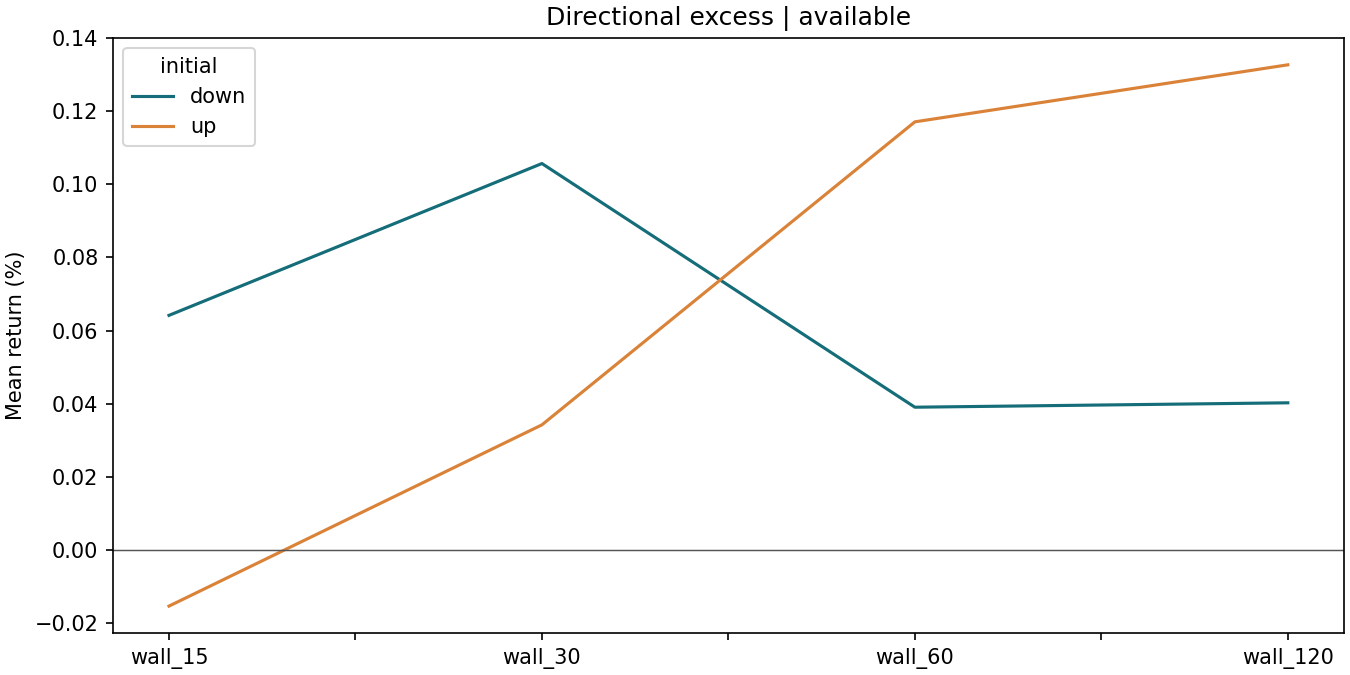 Directional excess | available
Mean return (%)
0.14
0.12
0.10
0.08
0.06
0.04
0.02
0.00
−0.02
initial
down
up
wall_15
wall_30
wall_60
wall_120